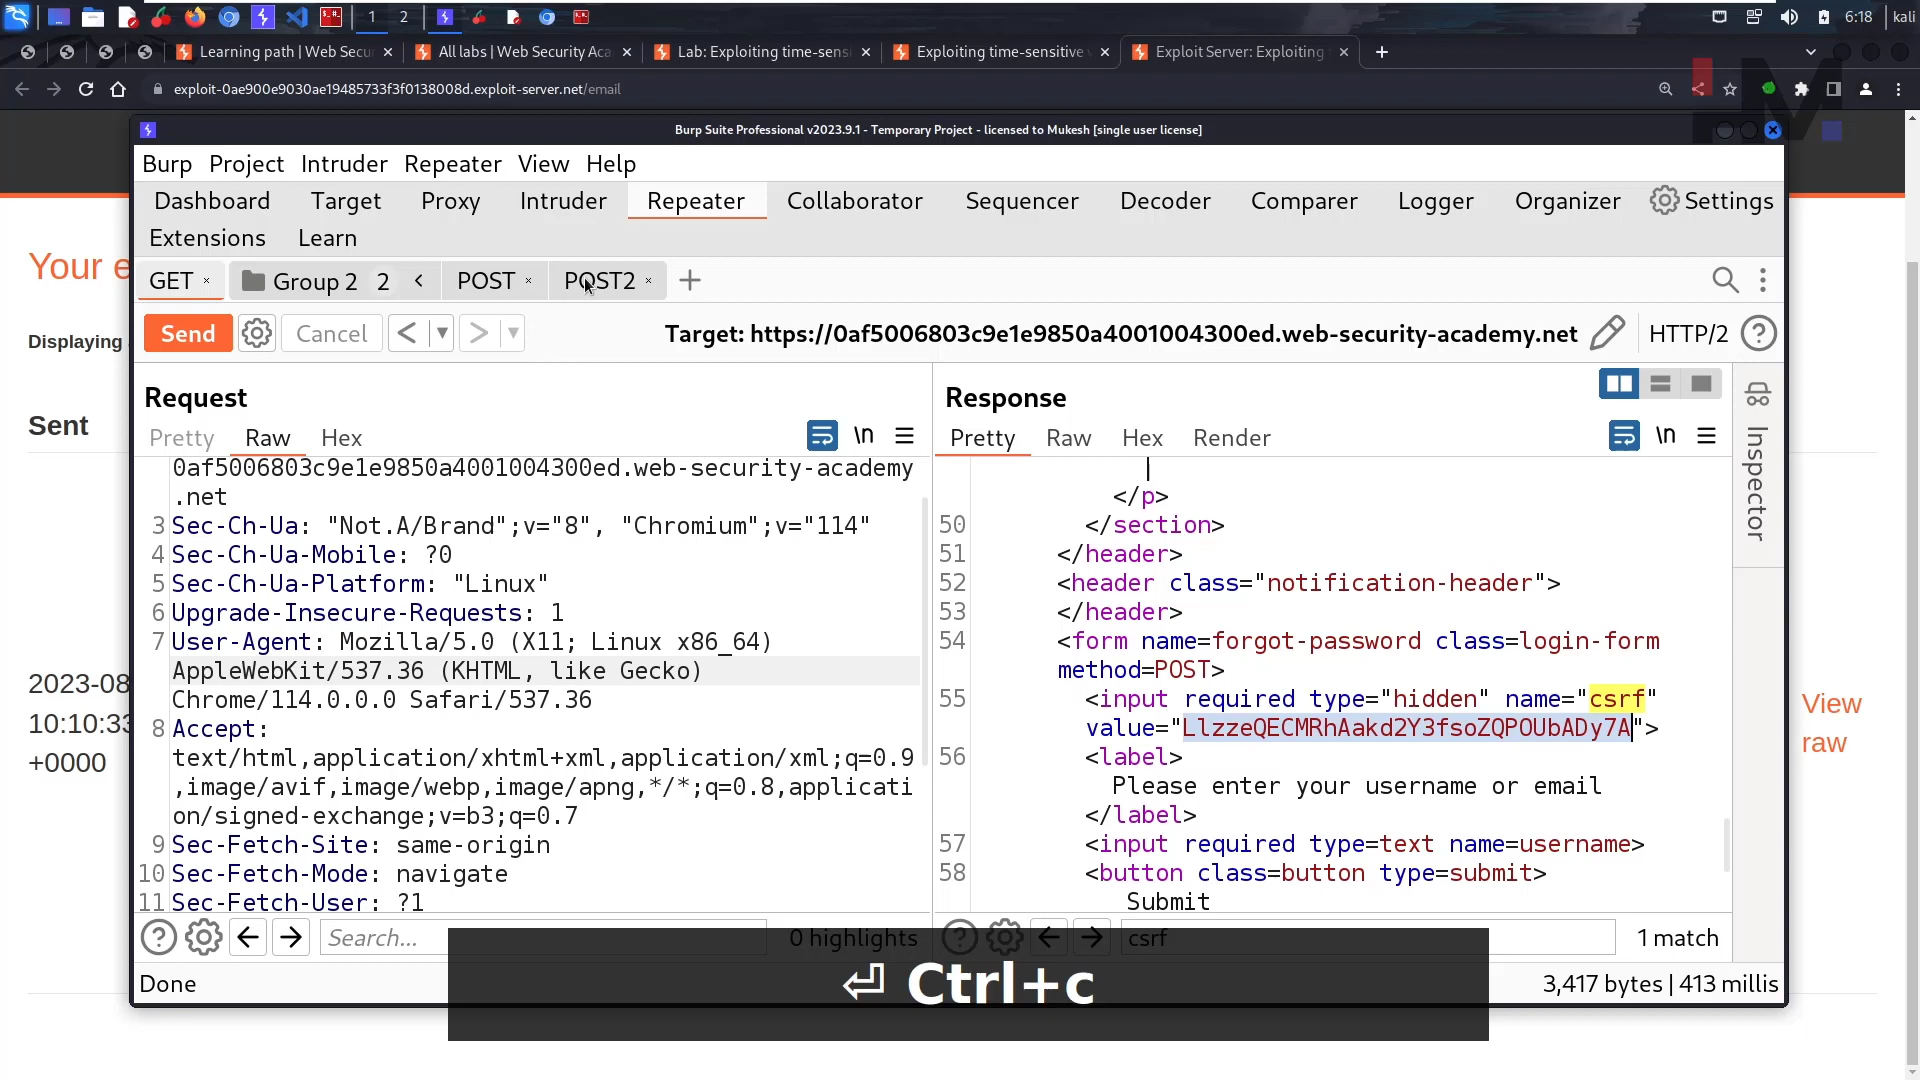 1 2 6:18 kali
Learning path | Web Secur × All labs | Web Security Aca × Lab: Exploiting time-sensi × Exploiting time-sensitive v × Exploit Server: Exploiting × +
exploit-0ae900e9030ae19485733f3f0138008d.exploit-server.net/email
Burp Suite Professional v2023.9.1 - Temporary Project - licensed to Mukesh [single user license]
Burp Project Intruder Repeater View Help
Dashboard Target Proxy Intruder Repeater Collaborator Sequencer Decoder Comparer Logger Organizer Settings
Extensions Learn
Your e
GET × Group 2 2 < POST × POST2 × +
Send Cancel < > Target: https://0af5006803c9e1e9850a4001004300ed.web-security-academy.net HTTP/2 ?
Displaying
Request
Response
Sent
Pretty Raw Hex \n
Pretty Raw Hex Render \n
0af5006803c9e1e9850a4001004300ed.web-security-academy
.net
3 Sec-Ch-Ua: "Not.A/Brand";v="8", "Chromium";v="114"
4 Sec-Ch-Ua-Mobile: ?0
5 Sec-Ch-Ua-Platform: "Linux"
6 Upgrade-Insecure-Requests: 1
7 User-Agent: Mozilla/5.0 (X11; Linux x86_64)
AppleWebKit/537.36 (KHTML, like Gecko)
Chrome/114.0.0.0 Safari/537.36
8 Accept:
text/html,application/xhtml+xml,application/xml;q=0.9
,image/avif,image/webp,image/apng,*/*;q=0.8,applicati
on/signed-exchange;v=b3;q=0.7
9 Sec-Fetch-Site: same-origin
10 Sec-Fetch-Mode: navigate
11 Sec-Fetch-User: ?1
|
</p>
50 </section>
51 </header>
52 <header class="notification-header">
53 </header>
54 <form name=forgot-password class=login-form
method=POST>
55 <input required type="hidden" name="csrf"
value="LlzzeQECMRhAakd2Y3fsoZQPOUbADy7A">
56 <label>
Please enter your username or email
</label>
57 <input required type=text name=username>
58 <button class=button type=submit>
Submit
Inspector
2023-08
10:10:33
+0000
View
raw
? Search... 0 highlights
? csrf 1 match
Done
3,417 bytes | 413 millis
⏎ Ctrl+c